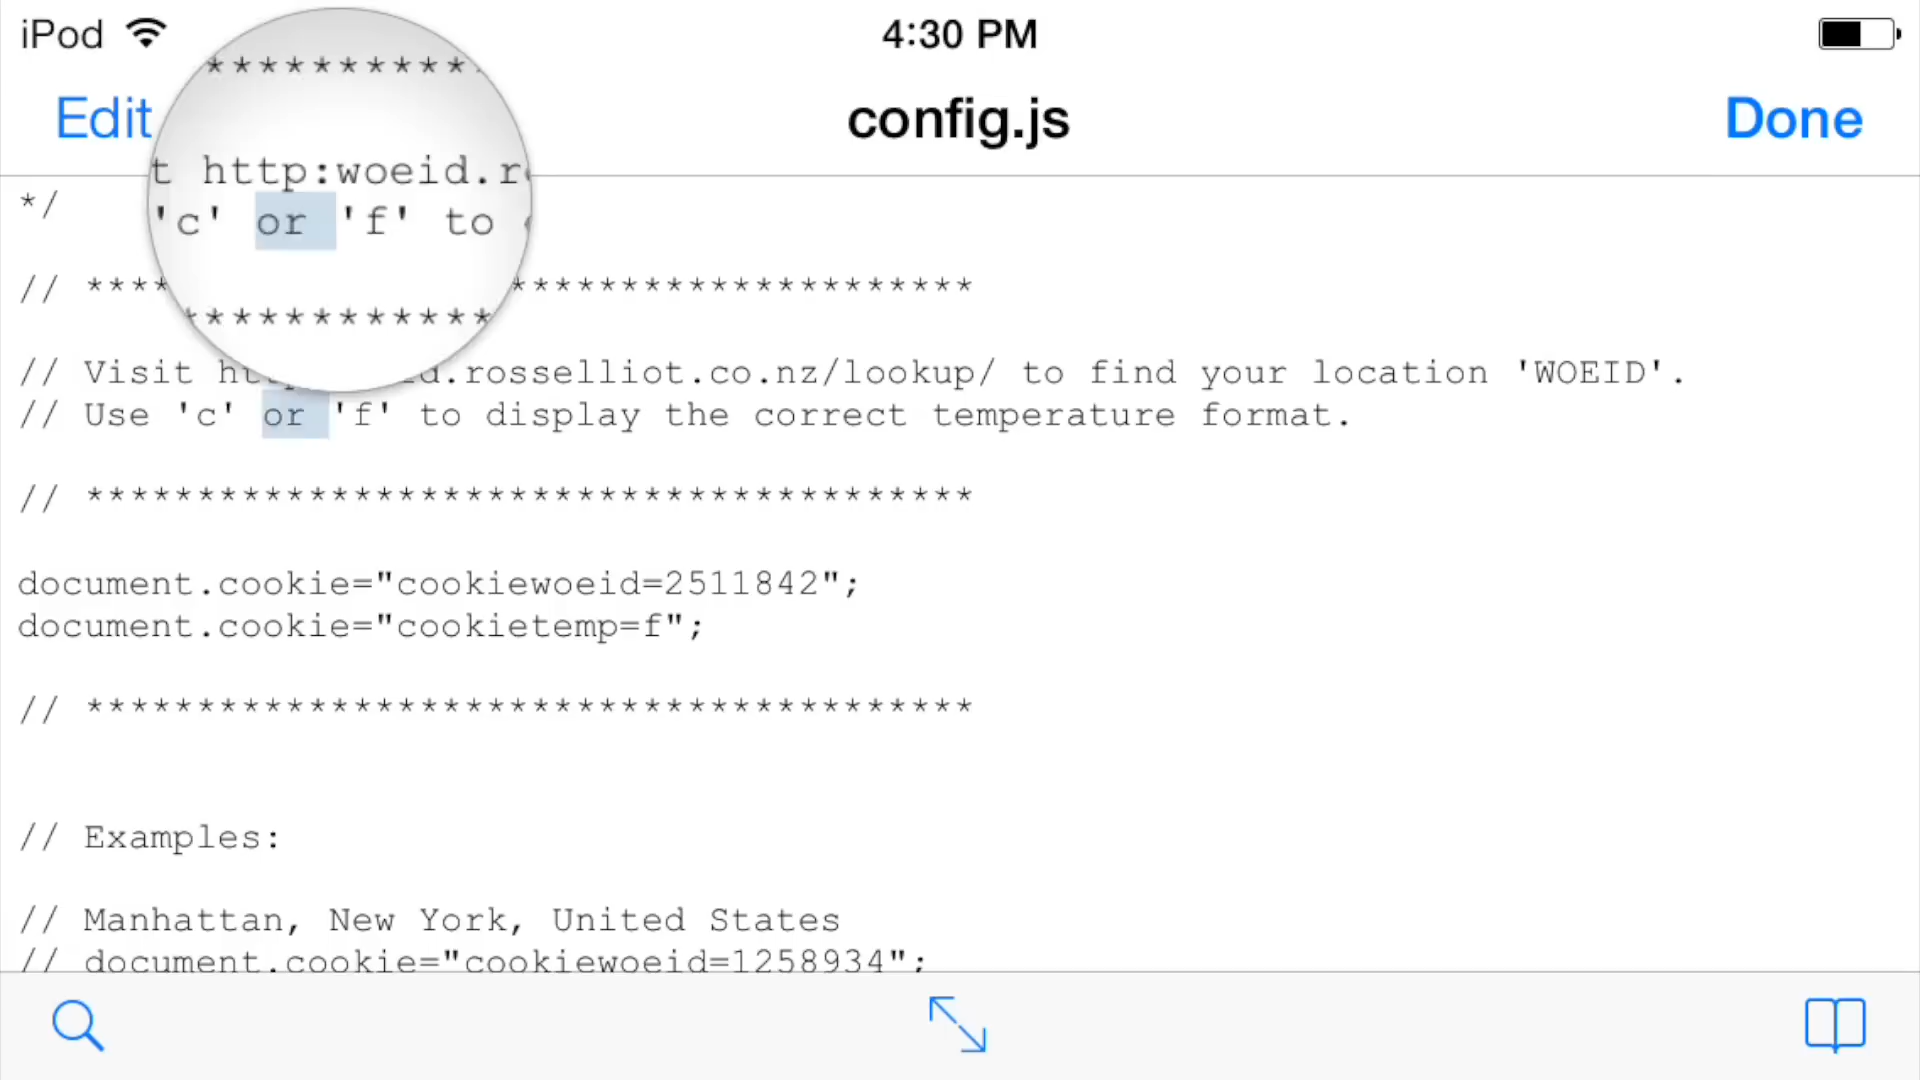 iPod
4:30 PM
Edit
config.js
Done
***********
t http:woeid.r
'c' or 'f' to
************
*/
// **** *********************
// Visit h d.rosselliot.co.nz/lookup/ to find your location 'WOEID'.
// Use 'c' or 'f' to display the correct temperature format.
// ****************************************
document.cookie="cookiewoeid=2511842";
document.cookie="cookietemp=f";
// ****************************************
// Examples:
// Manhattan, New York, United States
// document.cookie="cookiewoeid=1258934";